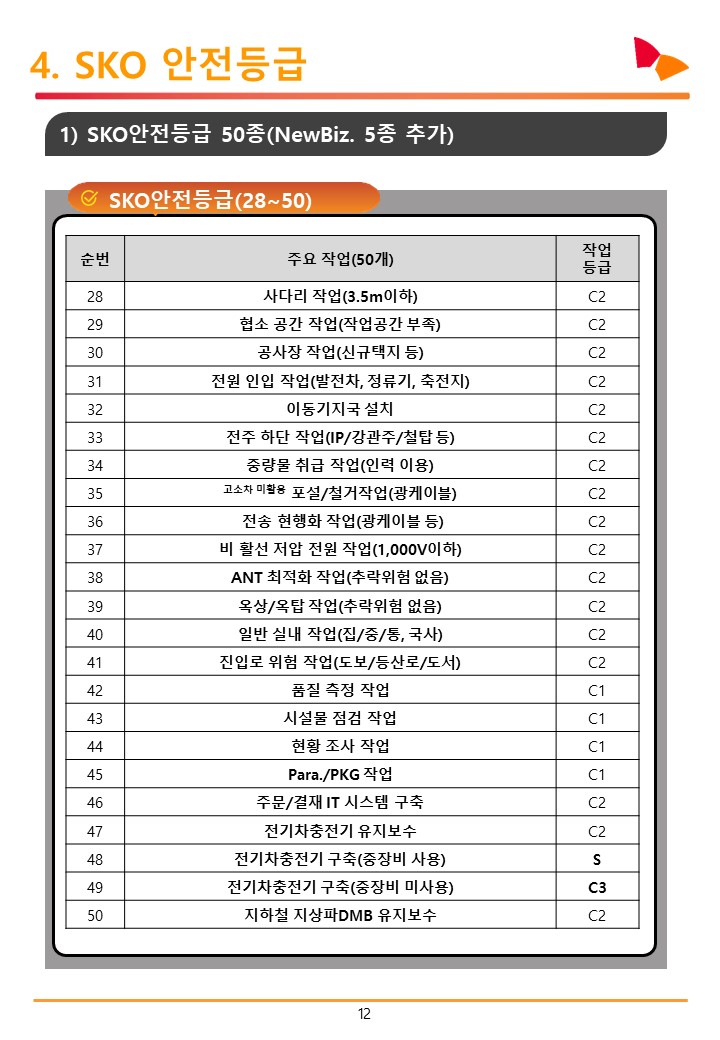 4. SKO 안전등급
1) SKO안전등급 50종(NewBiz. 5종 추가)
SKO안전등급(28~50)
순번 주요 작업(50개) 작업
등급
28 사다리 작업(3.5m이하) C2
29 협소 공간 작업(작업공간 부족) C2
30 공사장 작업(신규택지 등) C2
31 전원 인입 작업(발전차, 정류기, 축전지) C2
32 이동기지국 설치 C2
33 전주 하단 작업(IP/강관주/철탑 등) C2
34 중량물 취급 작업(인력 이용) C2
35 고소차 미활용 포설/철거작업(광케이블) C2
36 전송 현행화 작업(광케이블 등) C2
37 비 활선 저압 전원 작업(1,000V이하) C2
38 ANT 최적화 작업(추락위험 없음) C2
39 옥상/옥탑 작업(추락위험 없음) C2
40 일반 실내 작업(집/중/통, 국사) C2
41 진입로 위험 작업(도보/등산로/도서) C2
42 품질 측정 작업 C1
43 시설물 점검 작업 C1
44 현황 조사 작업 C1
45 Para./PKG 작업 C1
46 주문/결재 IT 시스템 구축 C2
47 전기차충전기 유지보수 C2
48 전기차충전기 구축(중장비 사용) S
49 전기차충전기 구축(중장비 미사용) C3
50 지하철 지상파DMB 유지보수 C2
12